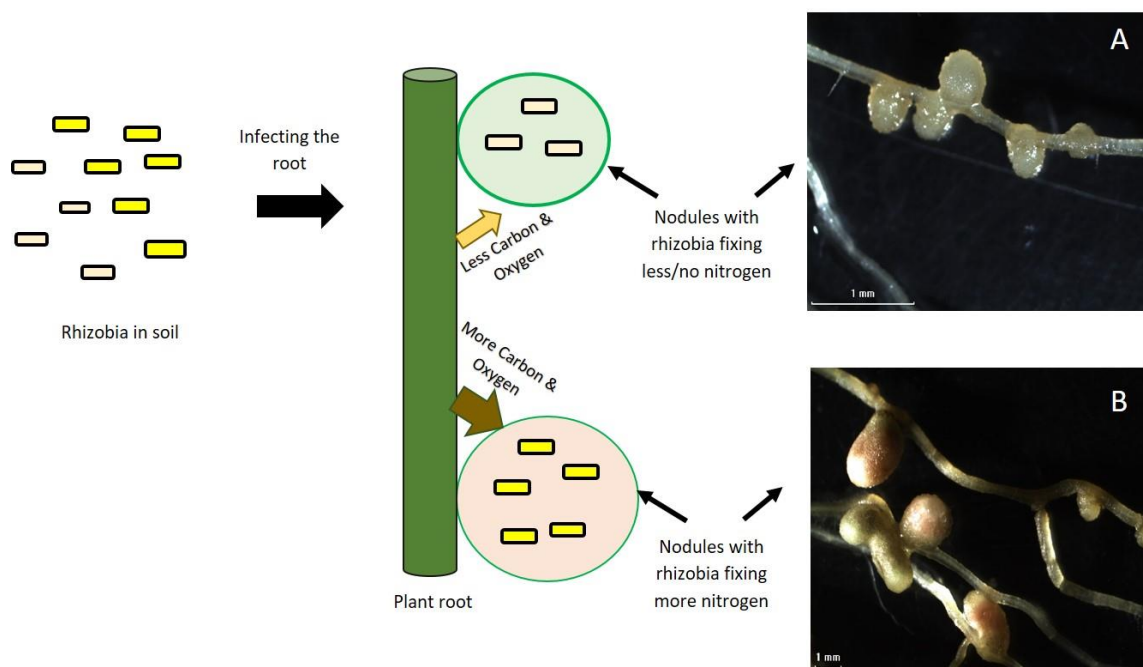 Rhizobia in soil
Infecting the
root
Less Carbon &
Oxygen
More Carbon &
Oxygen
Plant root
Nodules with
rhizobia fixing
less/no nitrogen
Nodules with
rhizobia fixing
more nitrogen
A
1 mm
B
1 mm